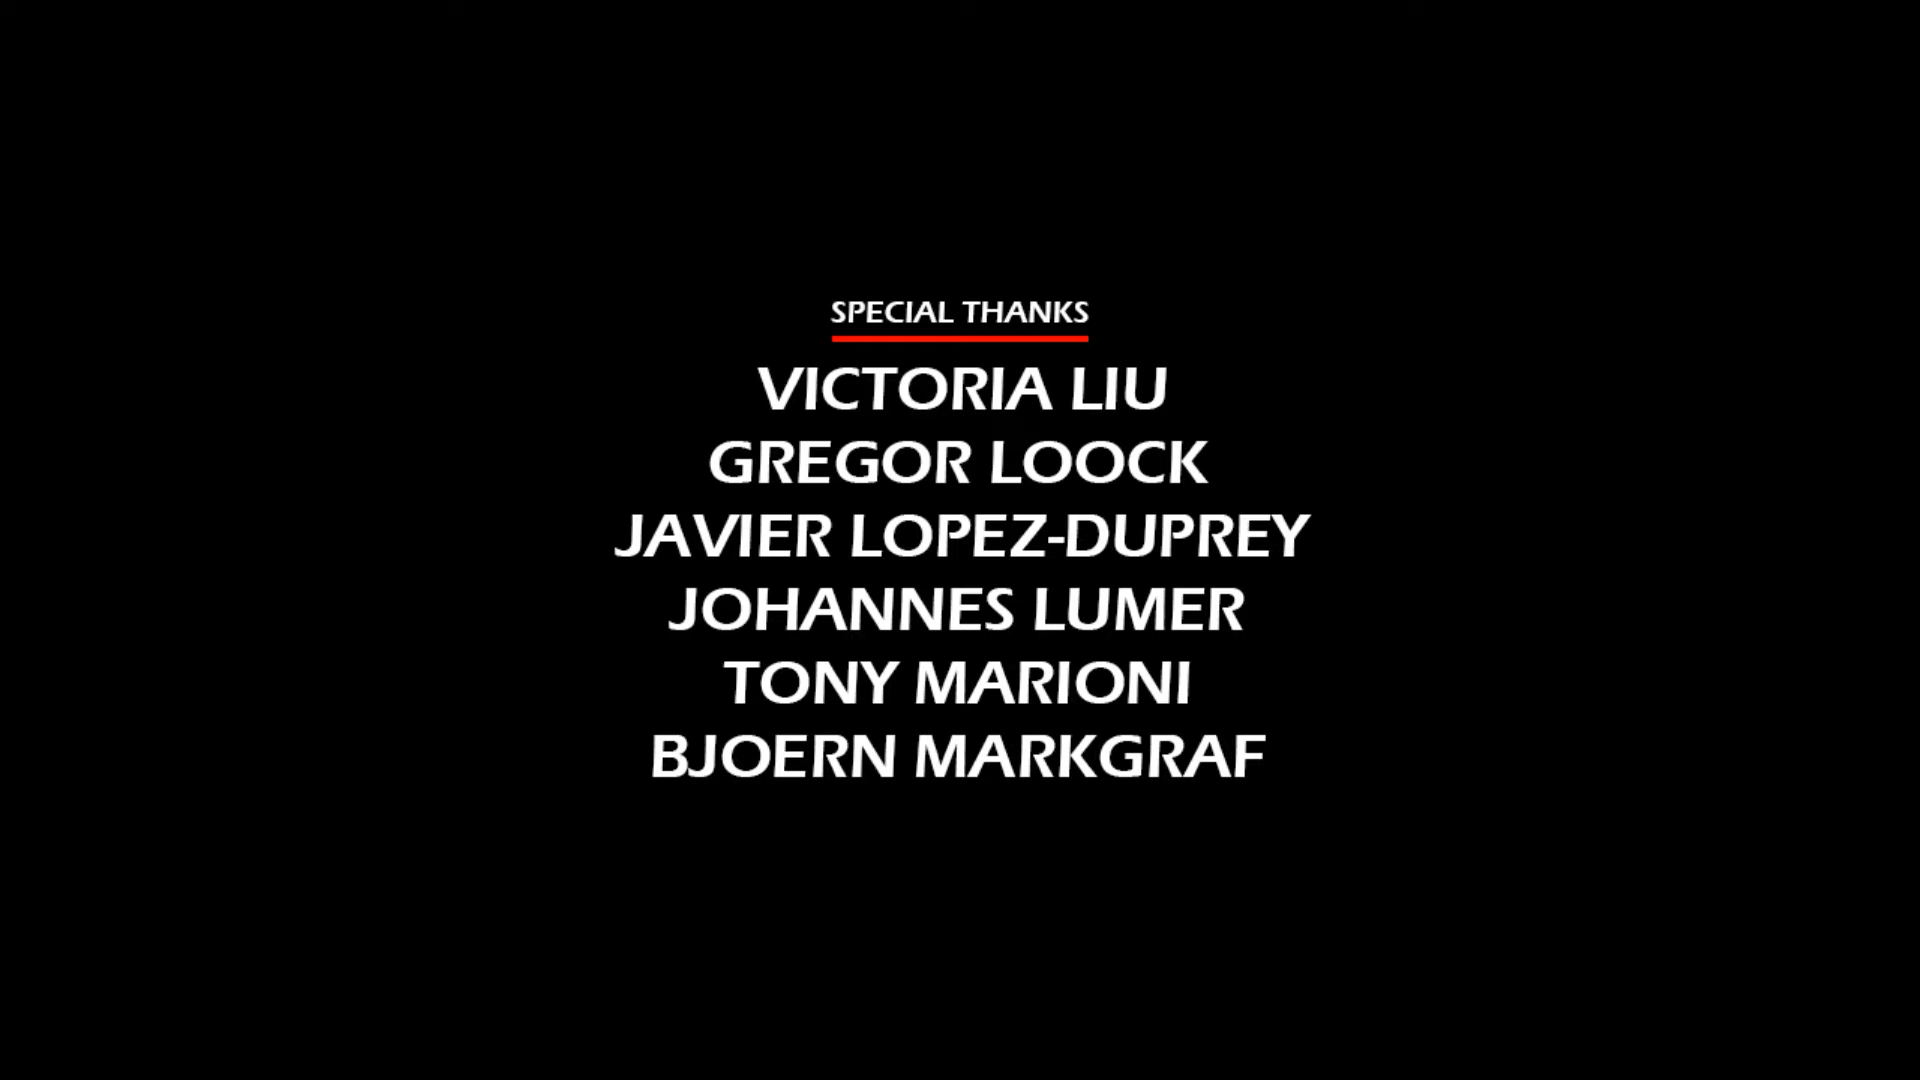 SPECIAL THANKS
VICTORIA LIU
GREGOR LOOCK
JAVIER LOPEZ-DUPREY
JOHANNES LUMER
TONY MARIONI
BJOERN MARKGRAF